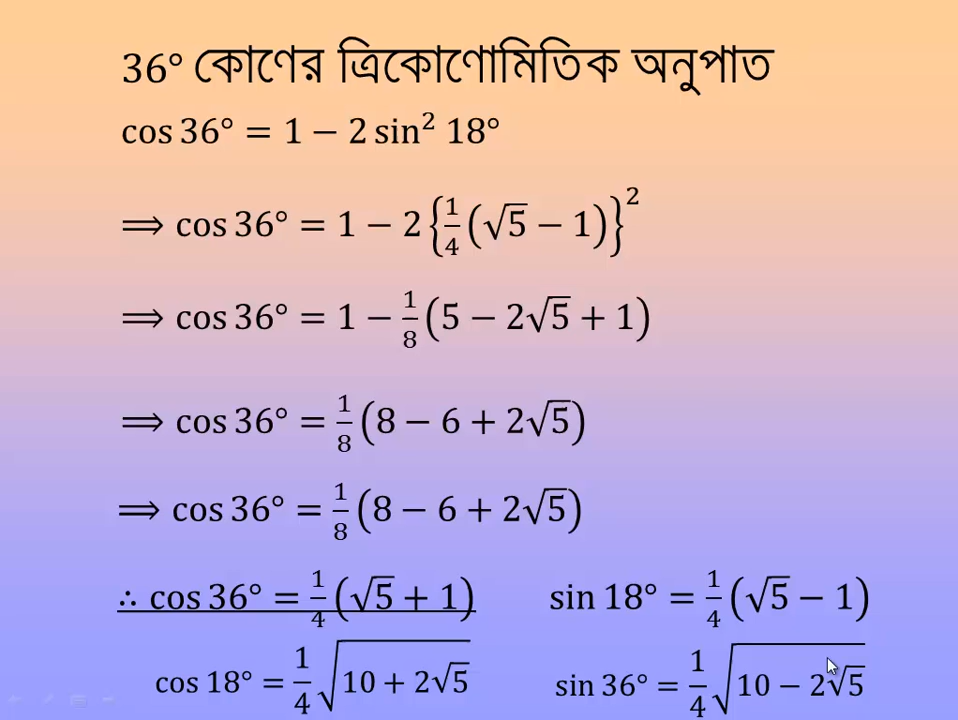 36° কোণের ত্রিকোণোমিতিক অনুপাত
cos 36° = 1 − 2 sin² 18°
⟹ cos 36° = 1 − 2 {1/4 (√5 − 1)}²
⟹ cos 36° = 1 − 1/8 (5 − 2√5 + 1)
⟹ cos 36° = 1/8 (8 − 6 + 2√5)
⟹ cos 36° = 1/8 (8 − 6 + 2√5)
∴ cos 36° = 1/4 (√5 + 1) sin 18° = 1/4 (√5 − 1)
cos 18° = 1/4 √(10 + 2√5) sin 36° = 1/4 √(10 − 2√5)